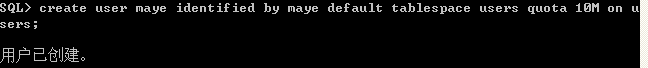 SQL> create user maye identified by maye default tablespace users quota 10M on u
sers;
用户已创建。